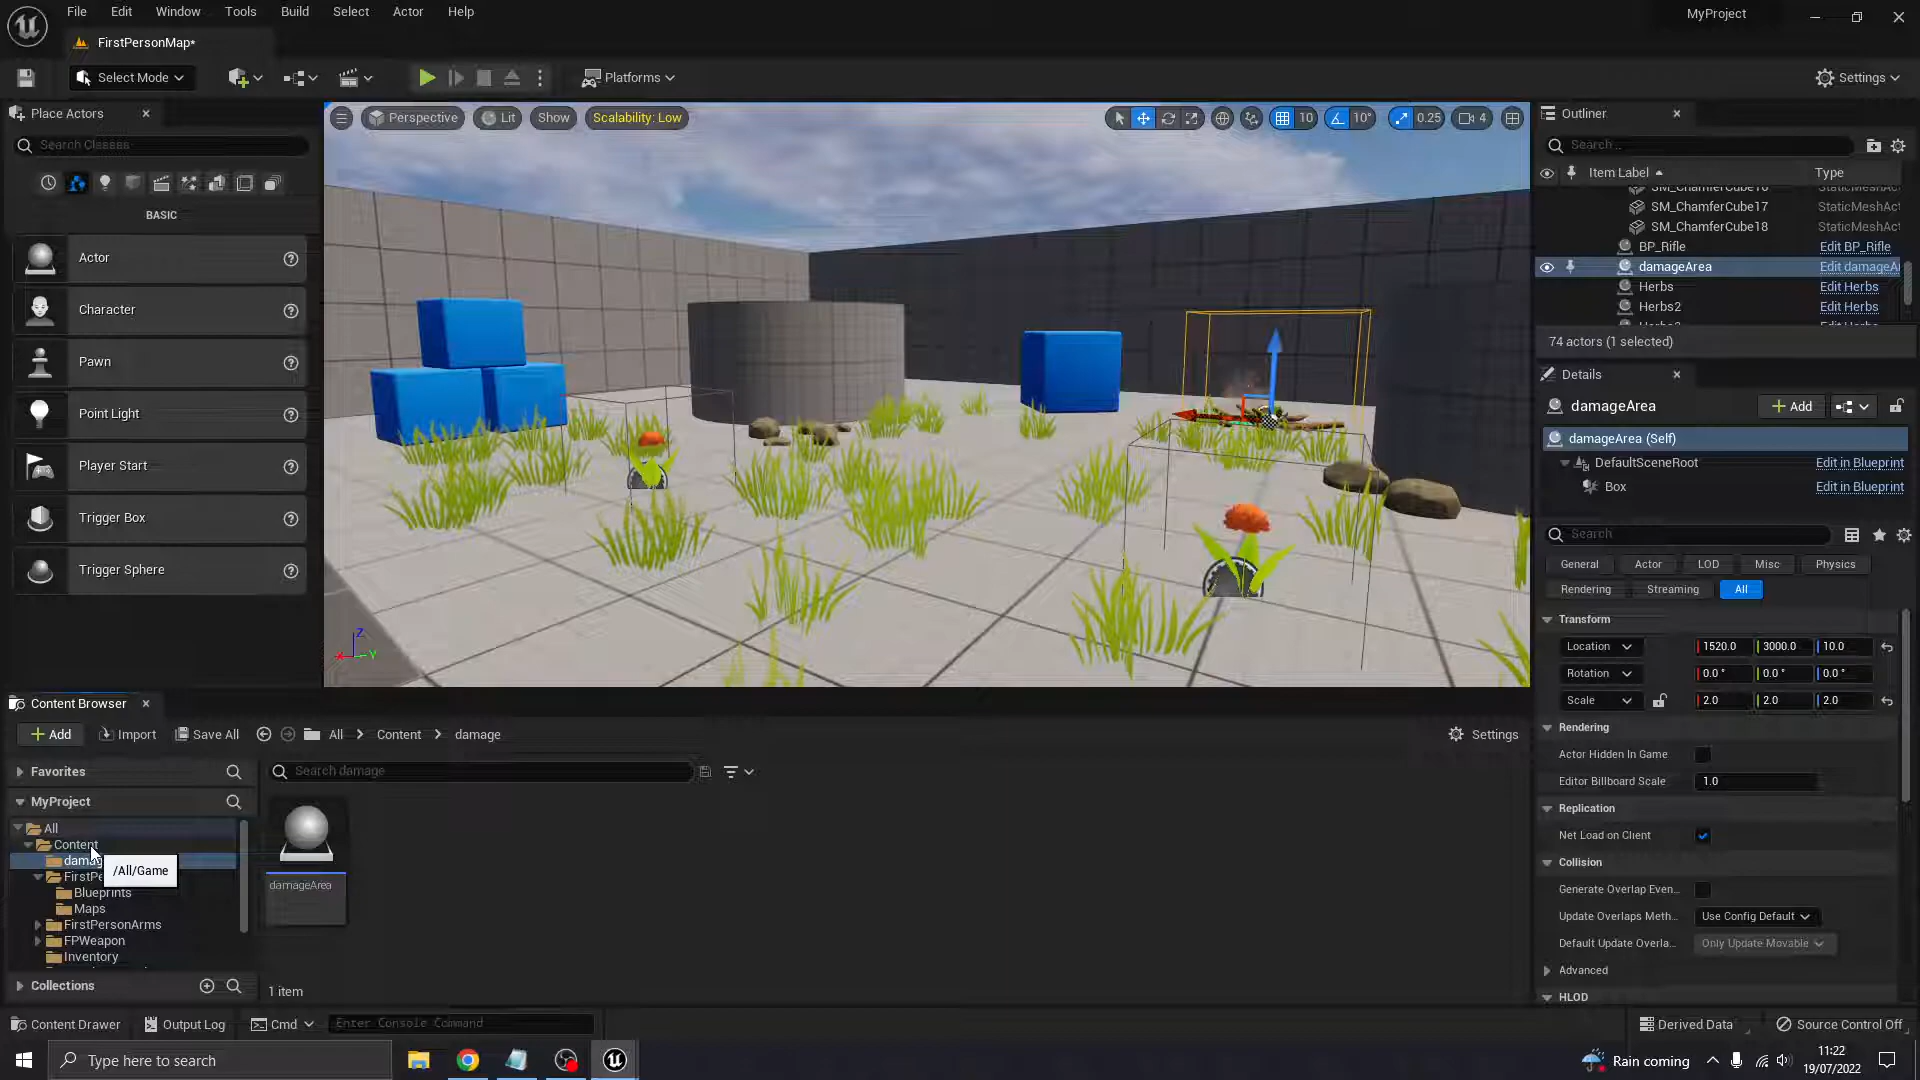 File Edit Window Tools Build Select Actor Help
MyProject
FirstPersonMap*
Select Mode
Platforms
Settings
Place Actors
Search Classes
BASIC
Actor
Character
Pawn
Point Light
Player Start
Trigger Box
Trigger Sphere
Perspective
Lit
Show
Scalability: Low
10
10°
0.25
4
Z
Y
Outliner
Search...
Item Label
Type
SM_ChamferCube17 StaticMeshAct
SM_ChamferCube18 StaticMeshAct
BP_Rifle Edit BP_Rifle
damageArea Edit damageA
Herbs Edit Herbs
Herbs2 Edit Herbs
74 actors (1 selected)
Details
damageArea
Add
damageArea (Self)
DefaultSceneRoot Edit in Blueprint
Box Edit in Blueprint
Search
General Actor LOD Misc Physics
Rendering Streaming All
Transform
Location 1520.0 3000.0 10.0
Rotation 0.0 ° 0.0 ° 0.0 °
Scale 2.0 2.0 2.0
Rendering
Actor Hidden In Game
Editor Billboard Scale 1.0
Replication
Net Load on Client
Collision
Generate Overlap Even...
Update Overlaps Meth... Use Config Default
Default Update Overla... Only Update Movable
Advanced
HLOD
Content Browser
Add Import Save All All > Content > damage
Settings
Favorites
Search damage
MyProject
All
Content
damag
/All/Game
FirstPe
Blueprints
Maps
FirstPersonArms
FPWeapon
Inventory
Collections
damageArea
1 item
Content Drawer
Output Log
Cmd
Enter Console Command
Derived Data
Source Control Off
Type here to search
Rain coming
11:22
19/07/2022